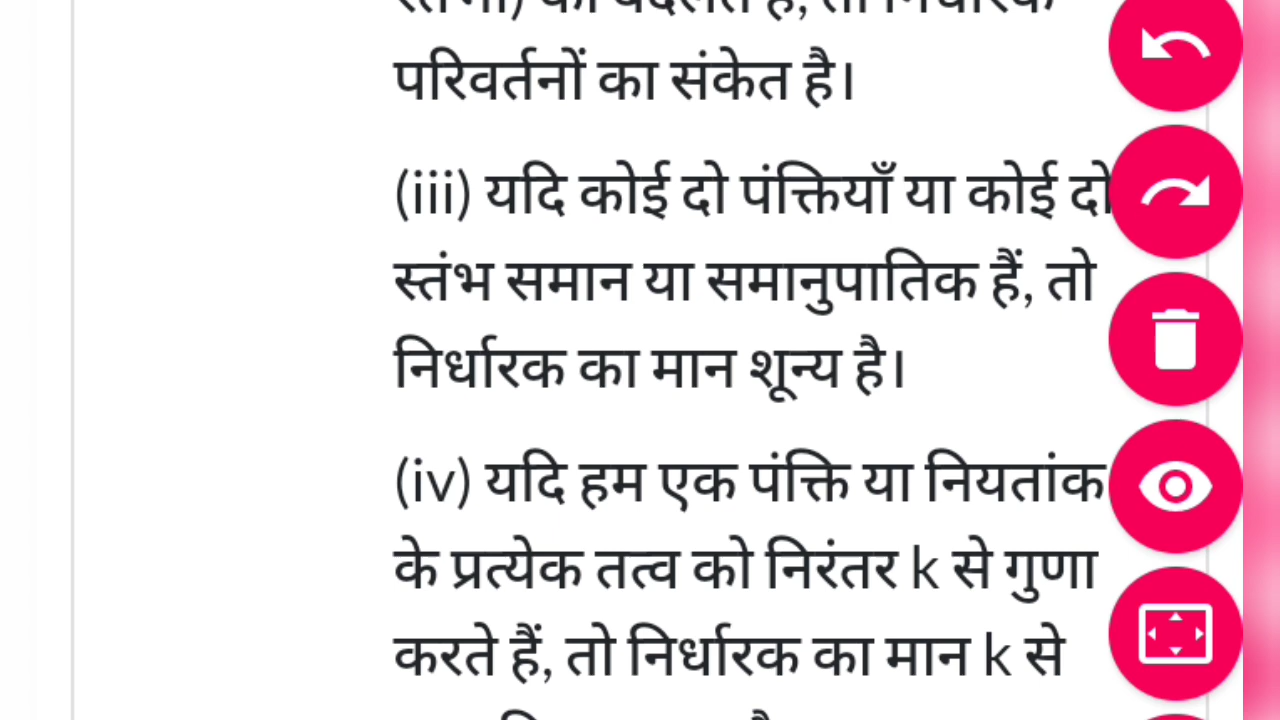 परिवर्तनों का संकेत है।
(iii) यदि कोई दो पंक्तियाँ या कोई दो
स्तंभ समान या समानुपातिक हैं, तो
निर्धारक का मान शून्य है।
(iv) यदि हम एक पंक्ति या नियतांक
के प्रत्येक तत्व को निरंतर k से गुणा
करते हैं, तो निर्धारक का मान k से